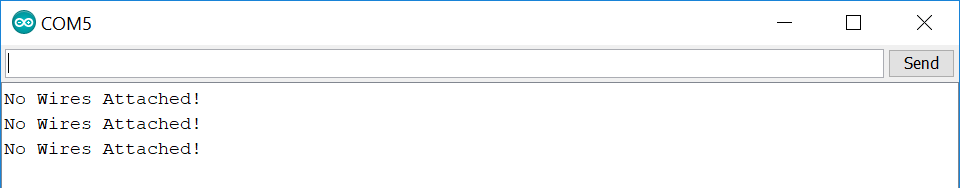 COM5
Send
No Wires Attached!
No Wires Attached!
No Wires Attached!